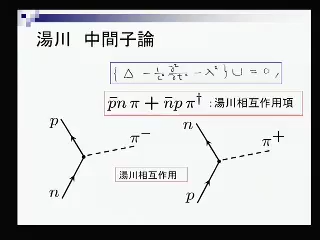 湯川 中間子論
{ Δ − 1/c² ∂²/∂t² − λ² } U = 0,
p̄nπ + n̄pπ† : 湯川相互作用項
p
π−
n
湯川相互作用
n
π+
p